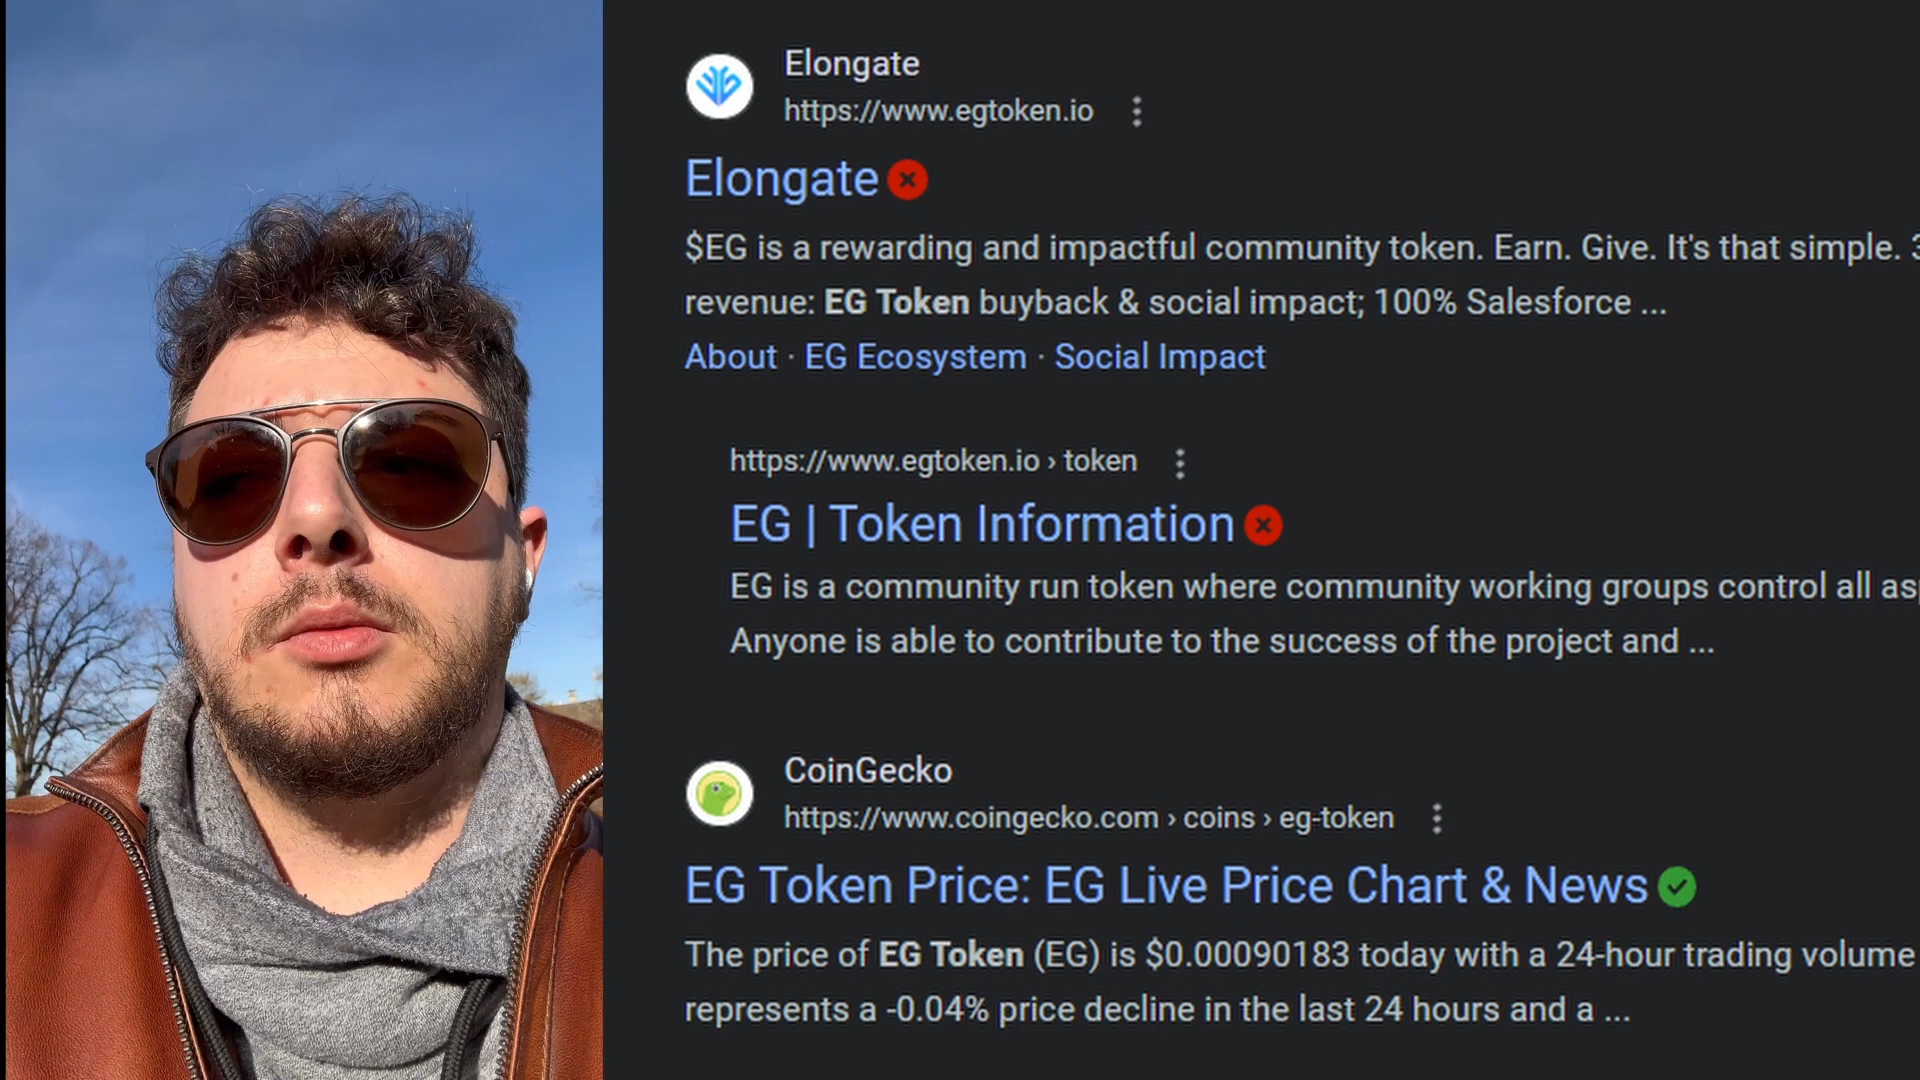 Elongate
https://www.egtoken.io
Elongate
$EG is a rewarding and impactful community token. Earn. Give. It's that simple.
revenue: EG Token buyback & social impact; 100% Salesforce ...
About · EG Ecosystem · Social Impact
https://www.egtoken.io › token
EG | Token Information
EG is a community run token where community working groups control all
Anyone is able to contribute to the success of the project and ...
CoinGecko
https://www.coingecko.com › coins › eg-token
EG Token Price: EG Live Price Chart & News
The price of EG Token (EG) is $0.00090183 today with a 24-hour trading volume
represents a -0.04% price decline in the last 24 hours and a ...